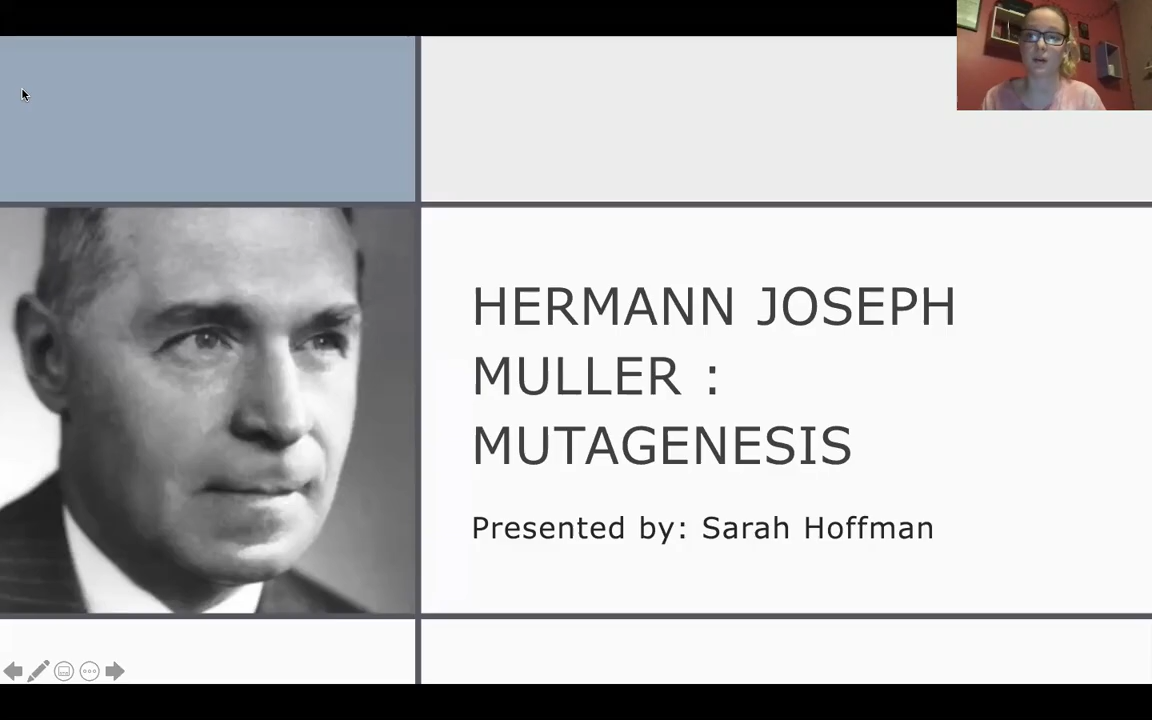 HERMANN JOSEPH
MULLER :
MUTAGENESIS
Presented by: Sarah Hoffman